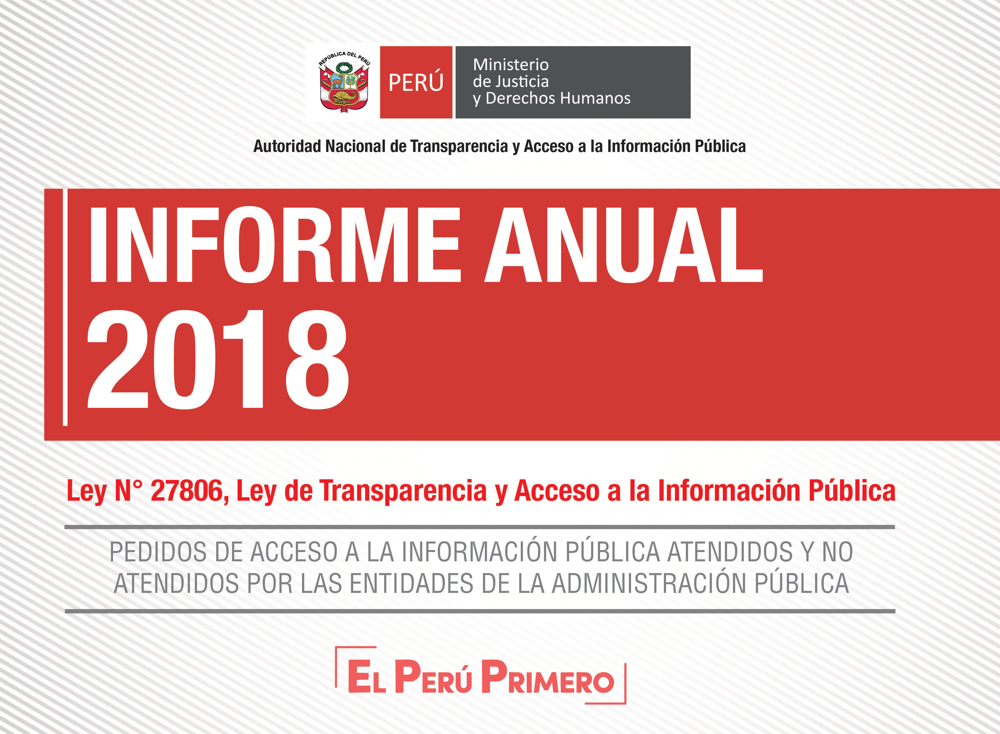 REPÚBLICA DEL PERÚ
PERÚ
Ministerio
de Justicia
y Derechos Humanos
Autoridad Nacional de Transparencia y Acceso a la Información Pública
INFORME ANUAL
2018
Ley N° 27806, Ley de Transparencia y Acceso a la Información Pública
PEDIDOS DE ACCESO A LA INFORMACIÓN PÚBLICA ATENDIDOS Y NO
ATENDIDOS POR LAS ENTIDADES DE LA ADMINISTRACIÓN PÚBLICA
EL PERÚ PRIMERO